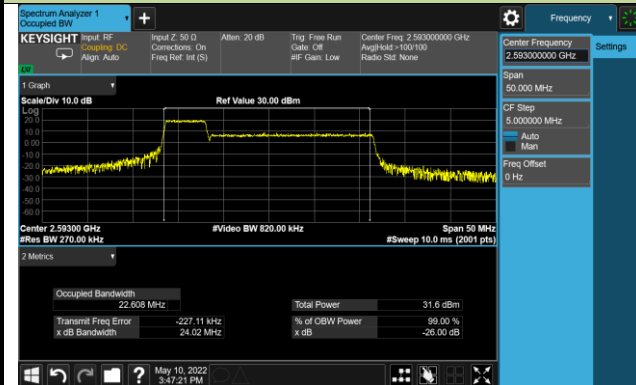 Spectrum Analyzer 1
Occupied BW
+
Frequency
KEYSIGHT
Input: RF
Coupling: DC
Align: Auto
Input Z: 50 Ω
Corrections: On
Freq Ref: Int (S)
Atten: 20 dB
Trig: Free Run
Gate: Off
#IF Gain: Low
Center Freq: 2.593000000 GHz
Avg|Hold:>100/100
Radio Std: None
Center Frequency
2.593000000 GHz
Settings
Span
50.000 MHz
CF Step
5.000000 MHz
Auto
Man
Freq Offset
0 Hz
1 Graph
Scale/Div 10.0 dB
Ref Value 30.00 dBm
Log
20.0
10.0
0.00
-10.0
-20.0
-30.0
-40.0
-50.0
-60.0
Center 2.59300 GHz
#Video BW 820.00 kHz
Span 50 MHz
#Res BW 270.00 kHz
#Sweep 10.0 ms (2001 pts)
2 Metrics
Occupied Bandwidth
22.608 MHz
Total Power 31.6 dBm
Transmit Freq Error -227.11 kHz
% of OBW Power 99.00 %
x dB Bandwidth 24.02 MHz
x dB -26.00 dB
?
May 10, 2022
3:47:21 PM